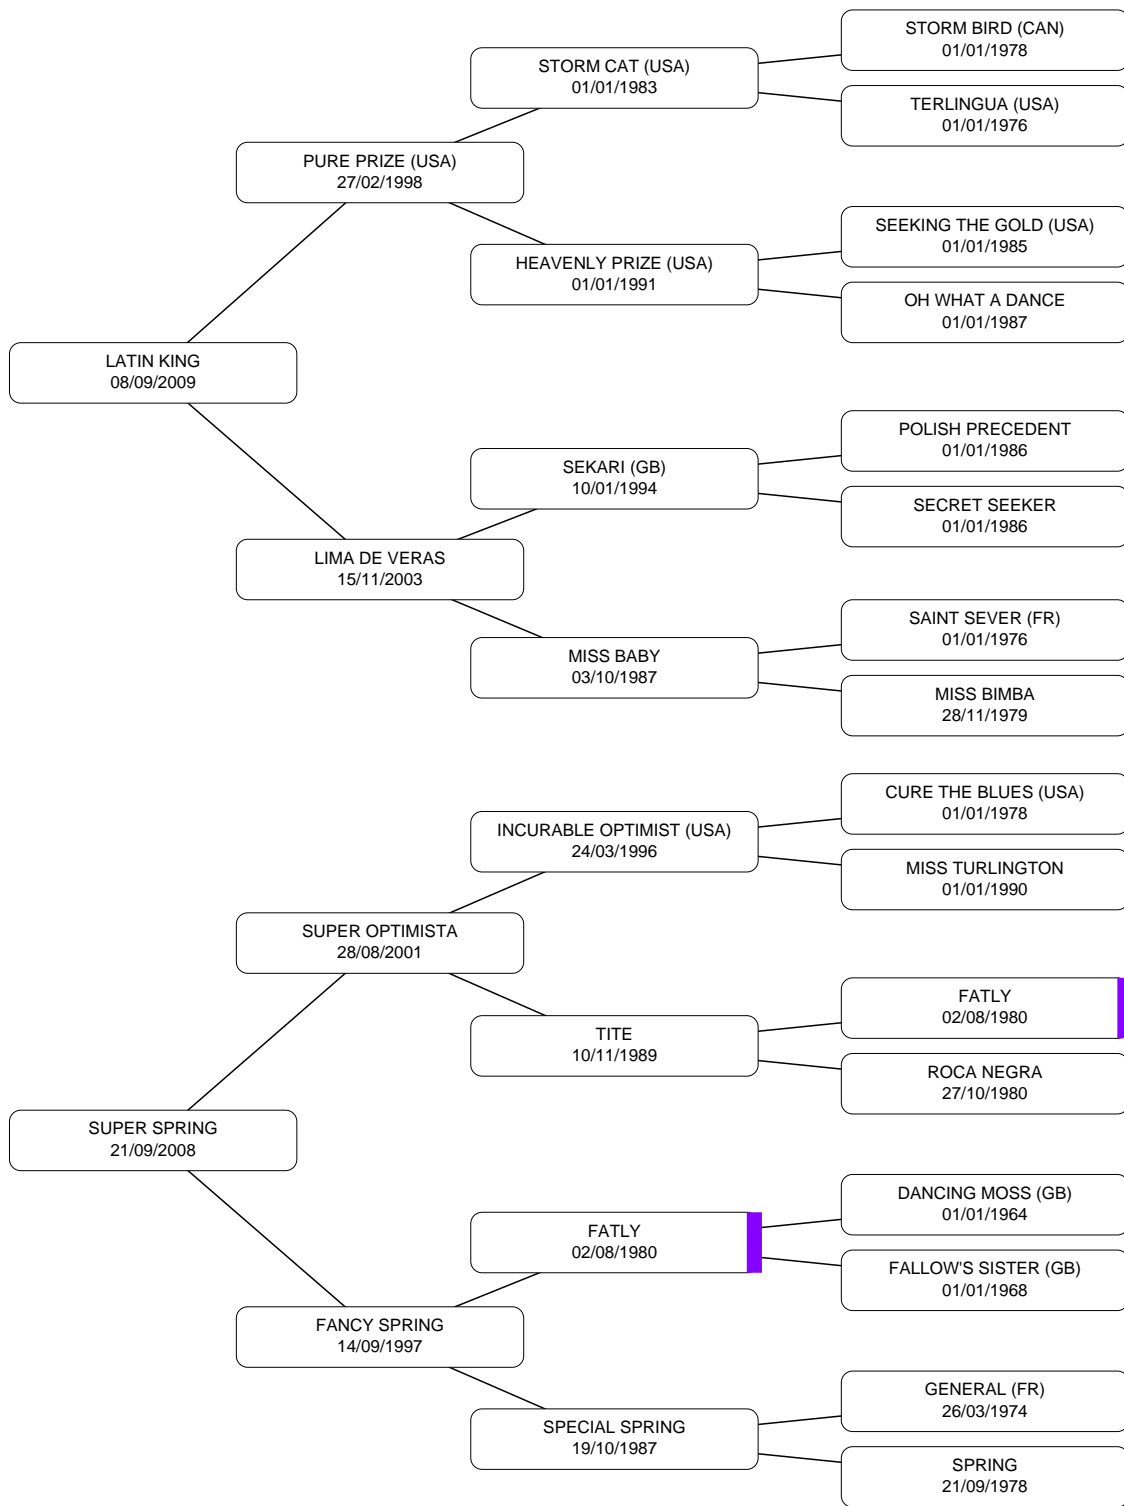 STORM BIRD (CAN)
01/01/1978
STORM CAT (USA)
01/01/1983
TERLINGUA (USA)
01/01/1976
PURE PRIZE (USA)
27/02/1998
SEEKING THE GOLD (USA)
01/01/1985
HEAVENLY PRIZE (USA)
01/01/1991
OH WHAT A DANCE
01/01/1987
LATIN KING
08/09/2009
POLISH PRECEDENT
01/01/1986
SEKARI (GB)
10/01/1994
SECRET SEEKER
01/01/1986
LIMA DE VERAS
15/11/2003
SAINT SEVER (FR)
01/01/1976
MISS BABY
03/10/1987
MISS BIMBA
28/11/1979
CURE THE BLUES (USA)
01/01/1978
INCURABLE OPTIMIST (USA)
24/03/1996
MISS TURLINGTON
01/01/1990
SUPER OPTIMISTA
28/08/2001
FATLY
02/08/1980
TITE
10/11/1989
ROCA NEGRA
27/10/1980
SUPER SPRING
21/09/2008
DANCING MOSS (GB)
01/01/1964
FATLY
02/08/1980
FALLOW'S SISTER (GB)
01/01/1968
FANCY SPRING
14/09/1997
GENERAL (FR)
26/03/1974
SPECIAL SPRING
19/10/1987
SPRING
21/09/1978